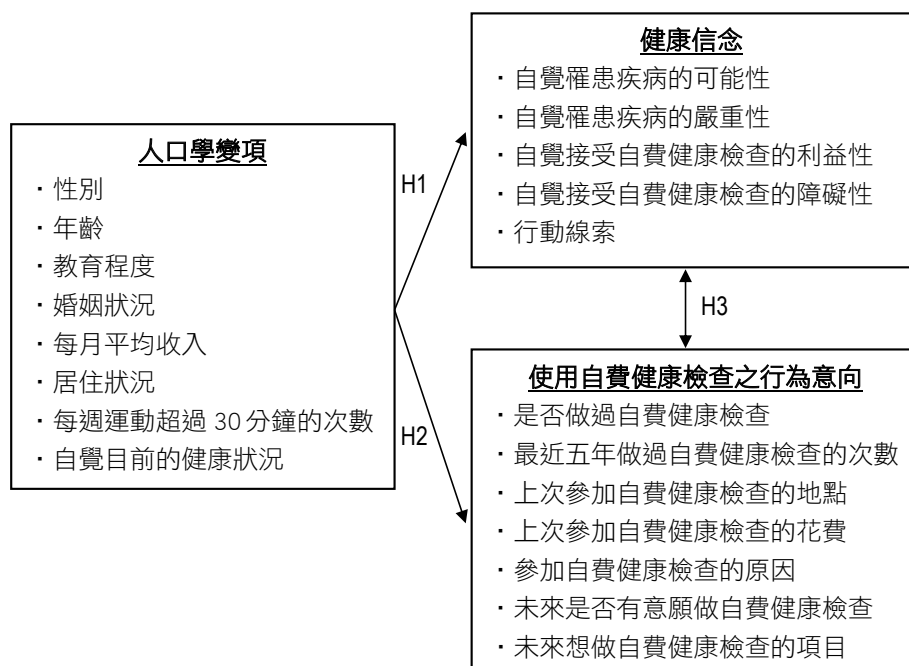 人口學變項
・性別
・年齡
・教育程度
・婚姻狀況
・每月平均收入
・居住狀況
・每週運動超過 30 分鐘的次數
・自覺目前的健康狀況
H1
H2
健康信念
・自覺罹患疾病的可能性
・自覺罹患疾病的嚴重性
・自覺接受自費健康檢查的利益性
・自覺接受自費健康檢查的障礙性
・行動線索
H3
使用自費健康檢查之行為意向
・是否做過自費健康檢查
・最近五年做過自費健康檢查的次數
・上次參加自費健康檢查的地點
・上次參加自費健康檢查的花費
・參加自費健康檢查的原因
・未來是否有意願做自費健康檢查
・未來想做自費健康檢查的項目